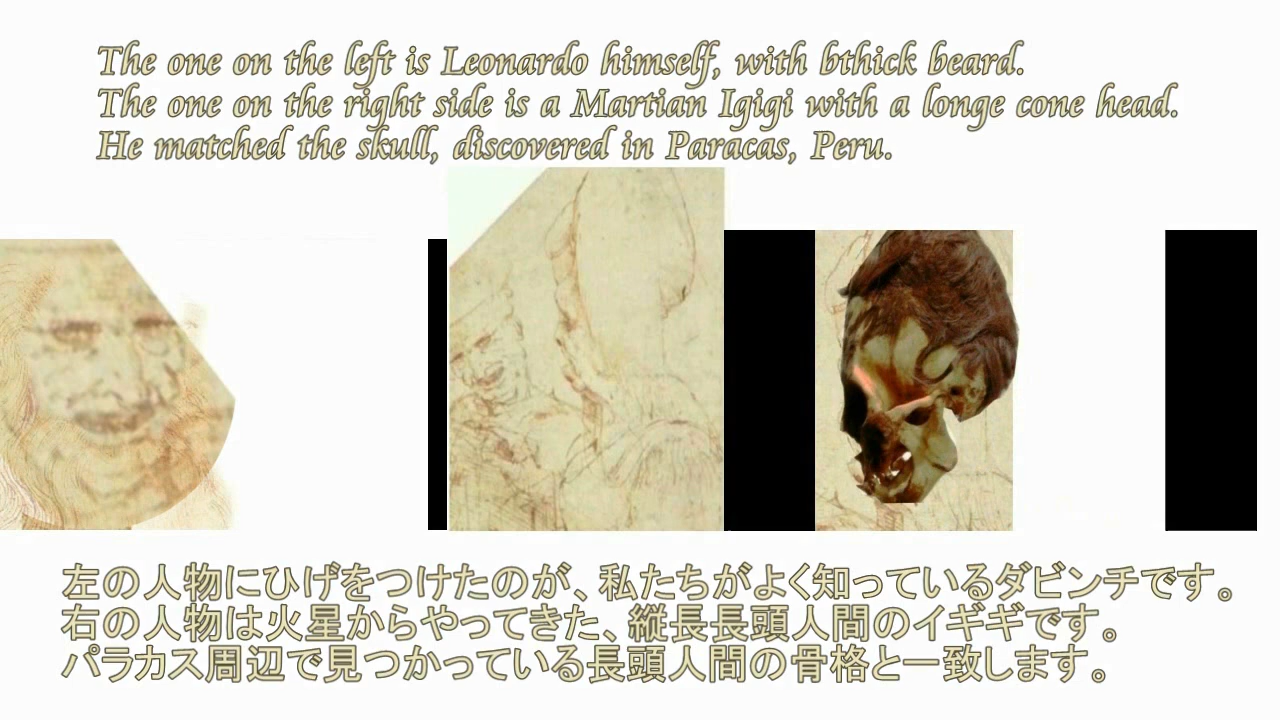 The one on the left is Leonardo himself, with bthick beard.
The one on the right side is a Martian Igigi with a longe cone head.
He matched the skull, discovered in Paracas, Peru.
左の人物にひげをつけたのが、私たちがよく知っているダビンチです。
右の人物は火星からやってきた、縦長長頭人間のイギギです。
パラカス周辺で見つかっている長頭人間の骨格と一致します。